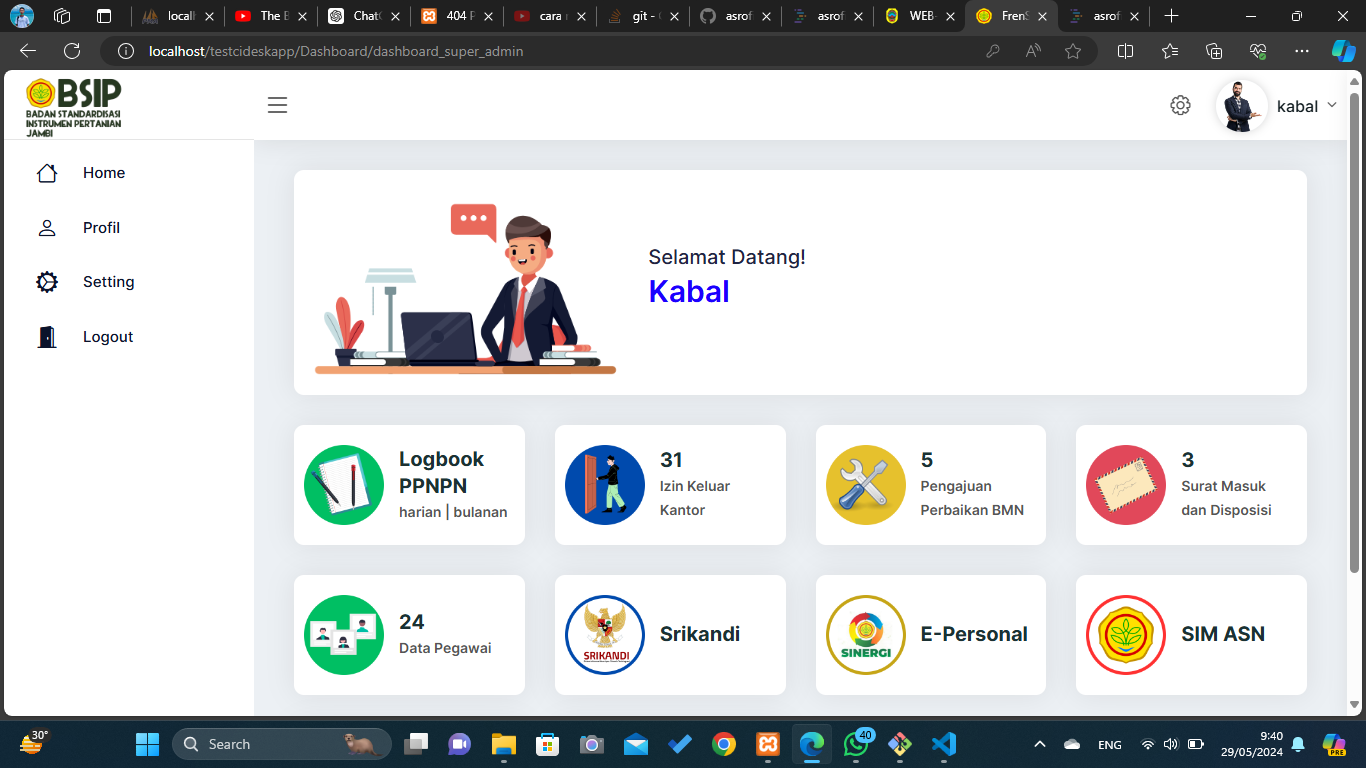 locall
The B
ChatG
404 P
cara
git - 
asrof
asrof
WEB-
FrenS
asrof
localhost/testcideskapp/Dashboard/dashboard_super_admin
BSIP
BADAN STANDARDISASI
INSTRUMEN PERTANIAN
JAMBI
kabal
Home
Profil
Setting
Logout
Selamat Datang!
Kabal
Logbook
PPNPN
harian | bulanan
31
Izin Keluar
Kantor
5
Pengajuan
Perbaikan BMN
3
Surat Masuk
dan Disposisi
24
Data Pegawai
SRIKANDI
Srikandi
SINERGI
E-Personal
SIM ASN
30°
Search
40
ENG
9:40
29/05/2024
PRE